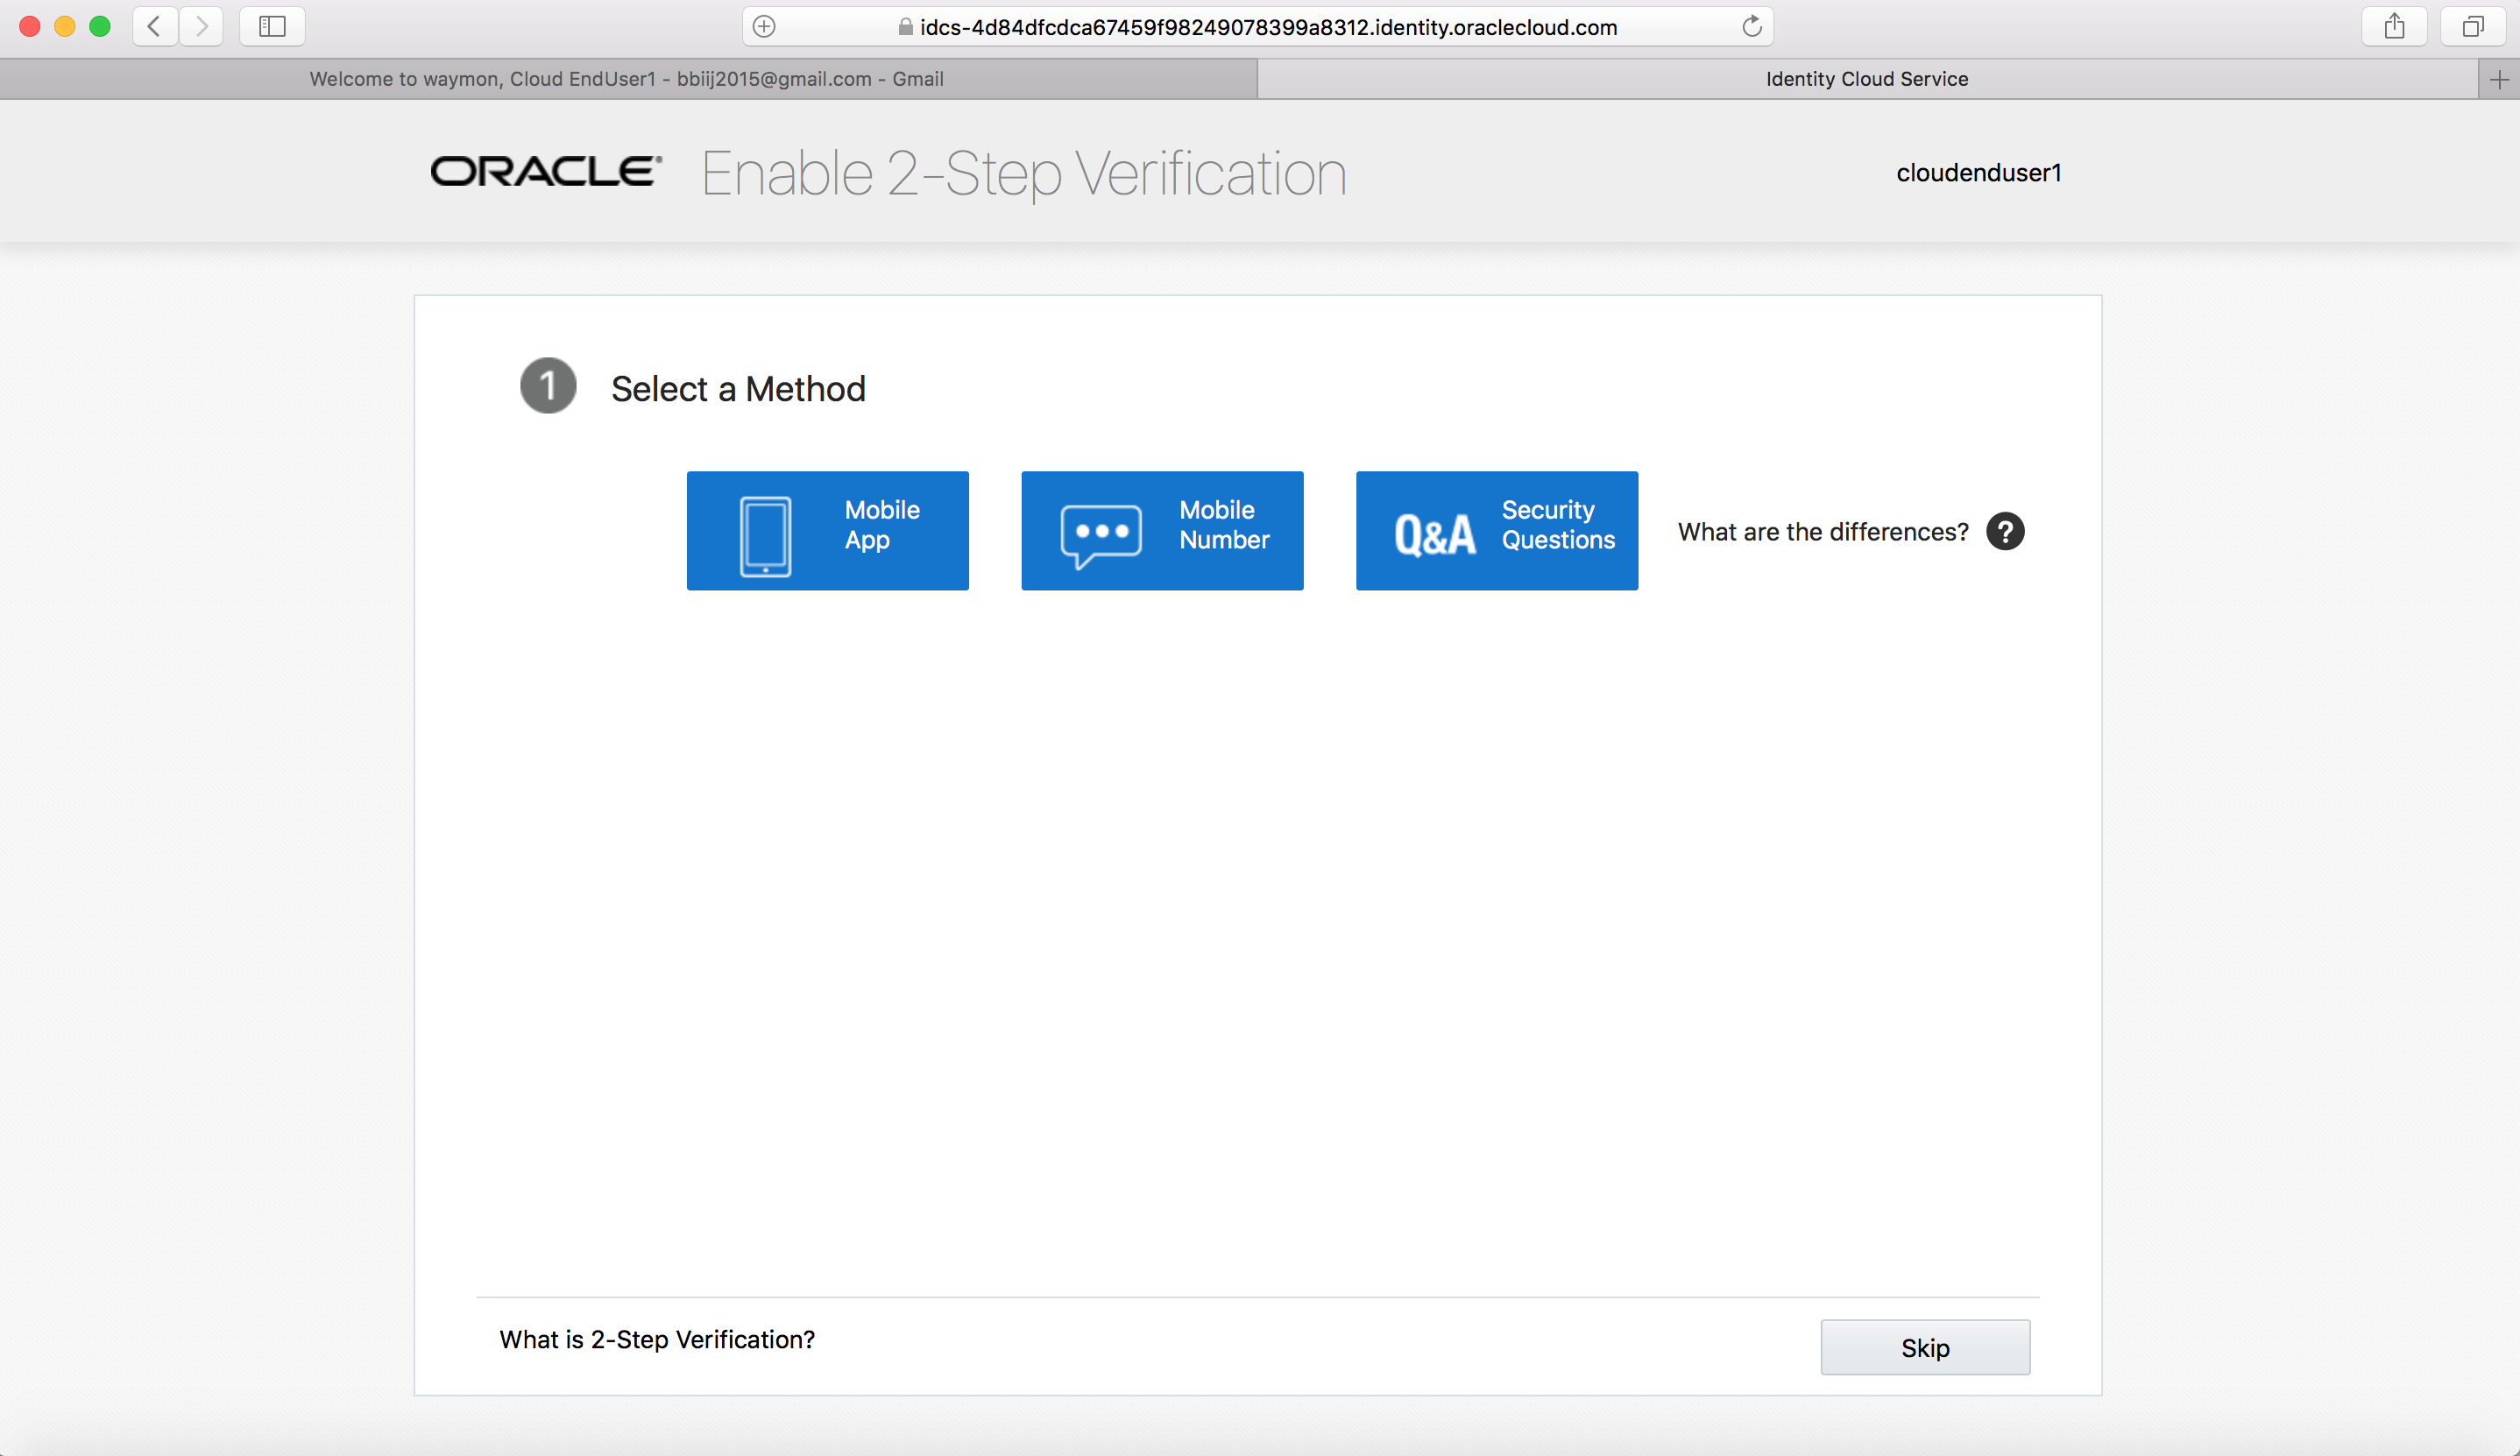 idcs-4d84dfcdca67459f98249078399a8312.identity.oraclecloud.com
Welcome to waymon, Cloud EndUser1 - bbiij2015@gmail.com - Gmail
Identity Cloud Service
ORACLE® Enable 2-Step Verification
cloudenduser1
1 Select a Method
Mobile
App
Mobile
Number
Q&A
Security
Questions
What are the differences? ?
What is 2-Step Verification?
Skip